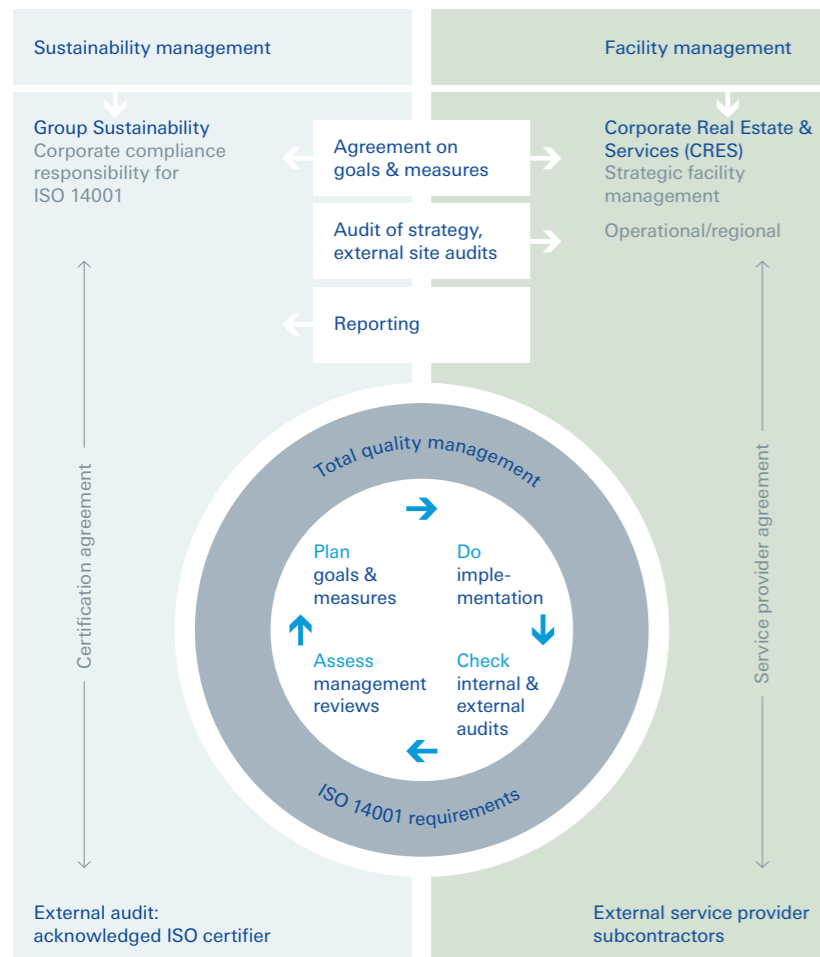 Sustainability management
Facility management
Group Sustainability
Corporate compliance
responsibility for
ISO 14001
Agreement on
goals & measures
Corporate Real Estate &
Services (CRES)
Strategic facility
management
Operational/regional
Audit of strategy,
external site audits
Reporting
Certification agreement
Total quality management
Plan
goals &
measures
Do
imple-
mentation
Assess
management
reviews
Check
internal &
external
audits
ISO 14001 requirements
Service provider agreement
External audit:
acknowledged ISO certifier
External service provider
subcontractors